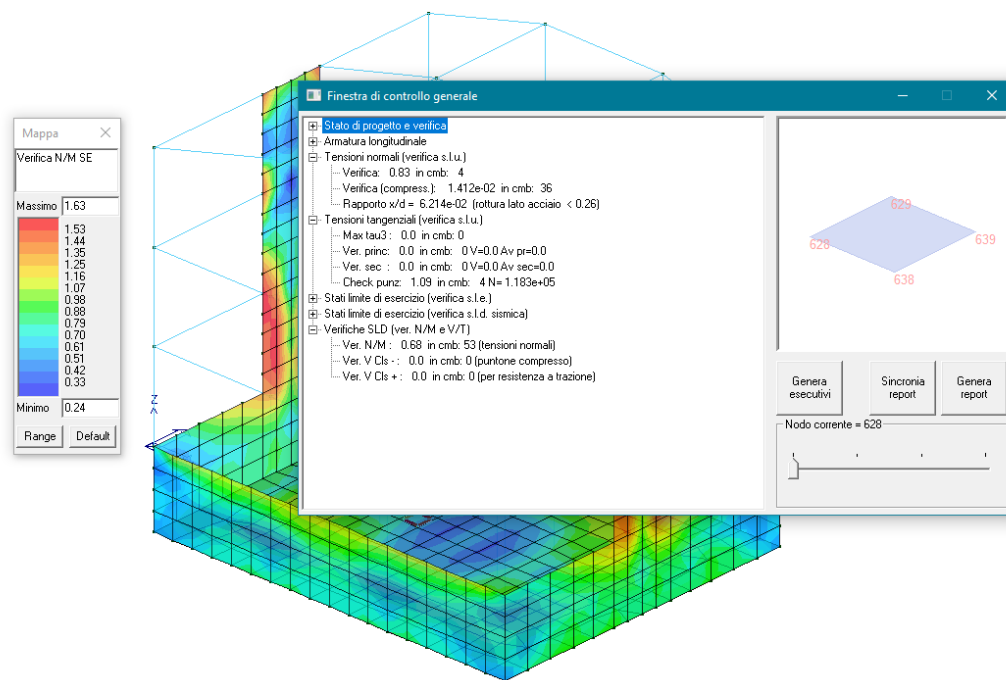 Finestra di controllo generale
Mappa
Verifica N/M SE
Massimo 1.63
1.53
1.44
1.35
1.25
1.16
1.07
0.98
0.88
0.79
0.70
0.61
0.51
0.42
0.33
Minimo 0.24
Range Default
Z
Stato di progetto e verifica
Armatura longitudinale
Tensioni normali (verifica s.l.u.)
Verifica: 0.83 in cmb: 4
Verifica (compress.): 1.412e-02 in cmb: 36
Rapporto x/d = 6.214e-02 (rottura lato acciaio < 0.26)
Tensioni tangenziali (verifica s.l.u.)
Max tau3 : 0.0 in cmb: 0
Ver. princ: 0.0 in cmb: 0 V=0.0 Av pr=0.0
Ver. sec : 0.0 in cmb: 0 V=0.0 Av sec=0.0
Check punz: 1.09 in cmb: 4 N= 1.183e+05
Stati limite di esercizio (verifica s.l.e.)
Stati limite di esercizio (verifica s.l.d. sismica)
Verifiche SLD (ver. N/M e V/T)
Ver. N/M : 0.68 in cmb: 53 (tensioni normali)
Ver. V Cls - : 0.0 in cmb: 0 (puntone compresso)
Ver. V Cls + : 0.0 in cmb: 0 (per resistenza a trazione)
629
628
639
638
Genera esecutivi
Sincronia report
Genera report
Nodo corrente = 628